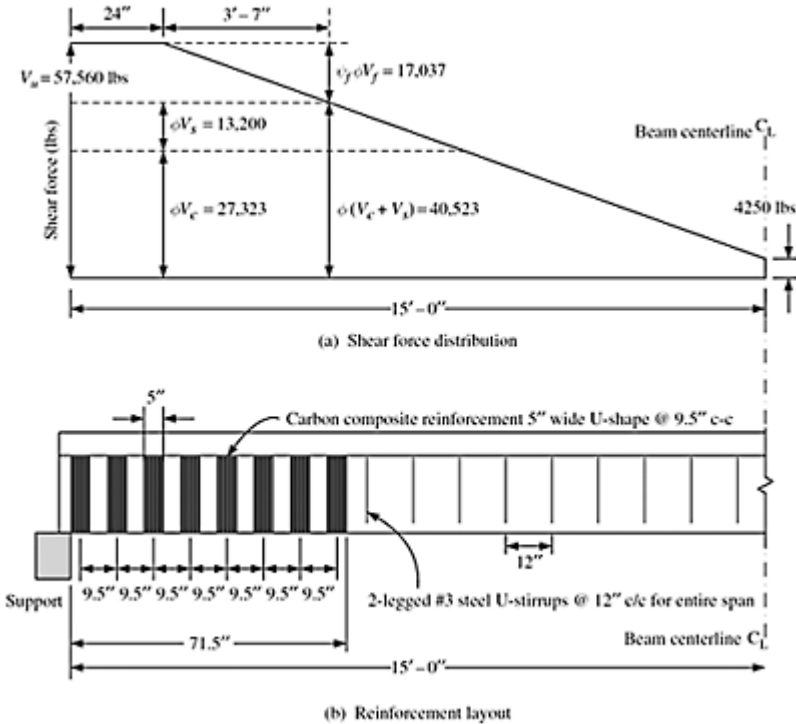 24″
3′ – 7″
V_u = 57,560 lbs
ψ_f ϕV_f = 17,037
ϕV_s = 13,200
Beam centerline C_L
Shear force (lbs)
ϕV_c = 27,323
ϕ(V_c + V_s) = 40,523
4250 lbs
15′ – 0″
(a) Shear force distribution
5″
Carbon composite reinforcement 5″ wide U-shape @ 9.5″ c-c
12″
9.5″ 9.5″ 9.5″ 9.5″ 9.5″ 9.5″ 9.5″
Support
2-legged #3 steel U-stirrups @ 12″ c/c for entire span
71.5″
Beam centerline C_L
15′ – 0″
(b) Reinforcement layout